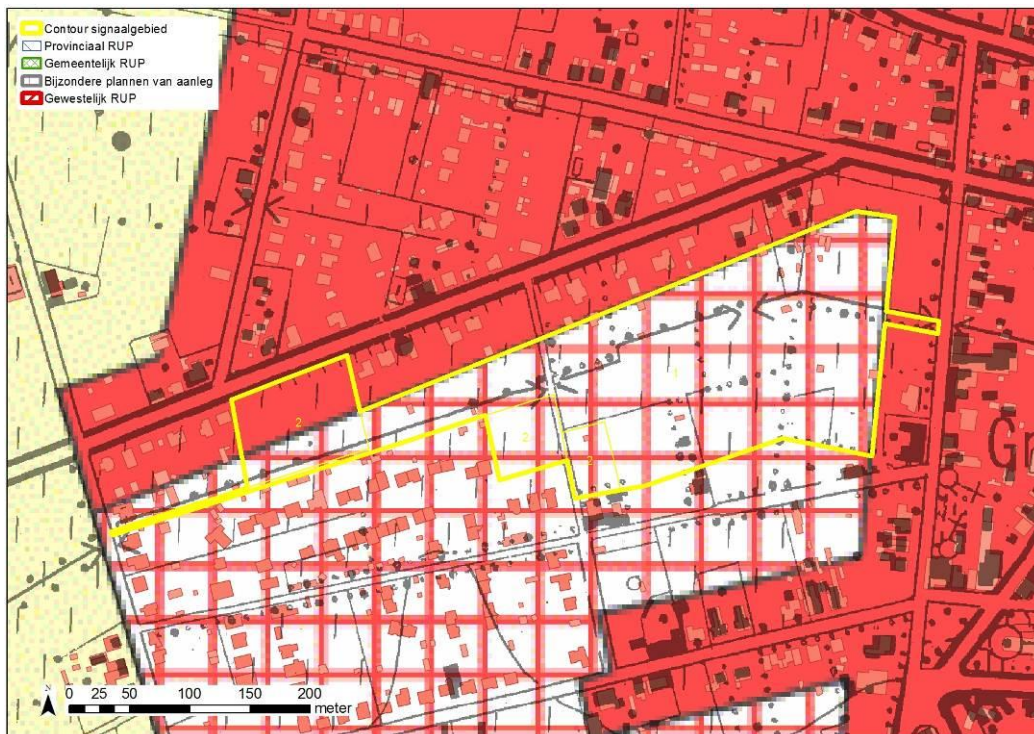 Contour signaalgebied
Provinciaal RUP
Gemeentelijk RUP
Bijzondere plannen van aanleg
Gewestelijk RUP
1
2
2
2
N
0 25 50 100 150 200
meter